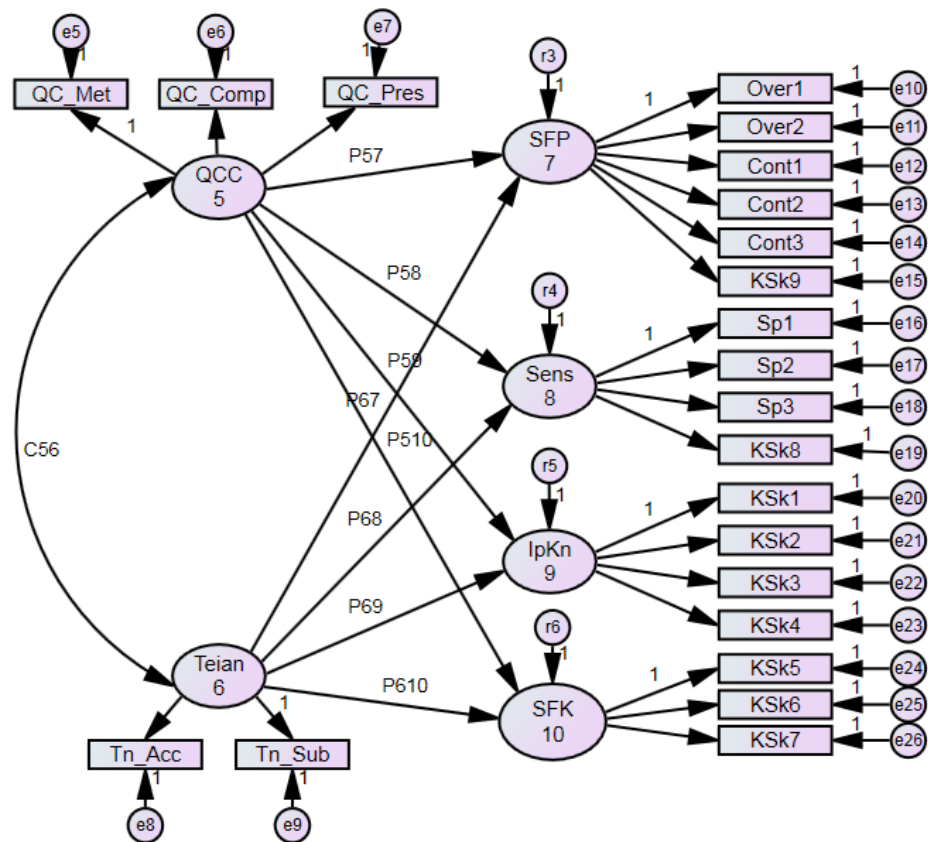 e5
e6
e7
1
1
1
QC_Met
QC_Comp
QC_Pres
1
QCC
5
r3
1
SFP
7
1
Over1
1
e10
Over2
1
e11
Cont1
1
e12
Cont2
1
e13
Cont3
1
e14
KSk9
1
e15
P57
P58
P59
P67
P510
C56
P68
P69
P610
r4
1
Sens
8
1
Sp1
1
e16
Sp2
1
e17
Sp3
1
e18
KSk8
1
e19
r5
1
IpKn
9
1
KSk1
1
e20
KSk2
1
e21
KSk3
1
e22
KSk4
1
e23
r6
1
SFK
10
1
KSk5
1
e24
KSk6
1
e25
KSk7
1
e26
Teian
6
1
Tn_Acc
Tn_Sub
1
1
e8
e9